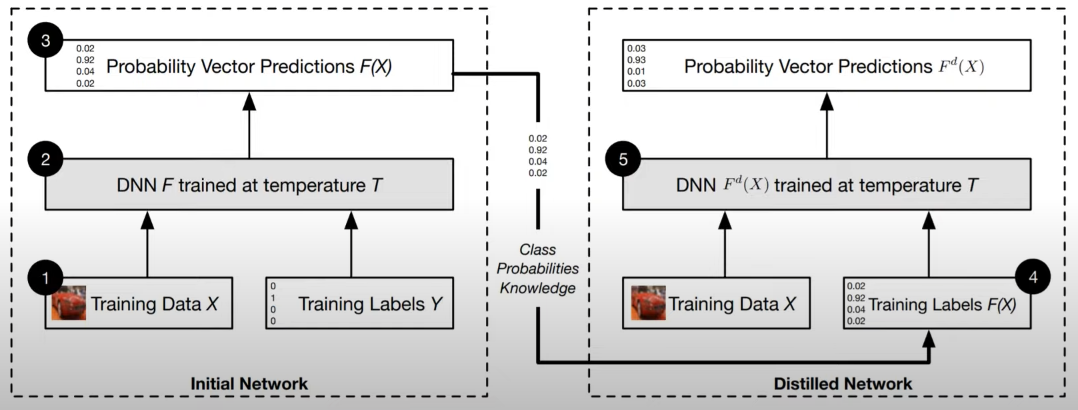 3
0.02
0.92
0.04
0.02
Probability Vector Predictions F(X)
2
DNN F trained at temperature T
1
Training Data X
0
1
0
0
Training Labels Y
Initial Network
0.02
0.92
0.04
0.02
Class
Probabilities
Knowledge
0.03
0.93
0.01
0.03
Probability Vector Predictions F^d(X)
5
DNN F^d(X) trained at temperature T
Training Data X
4
0.02
0.92
0.04
0.02
Training Labels F(X)
Distilled Network